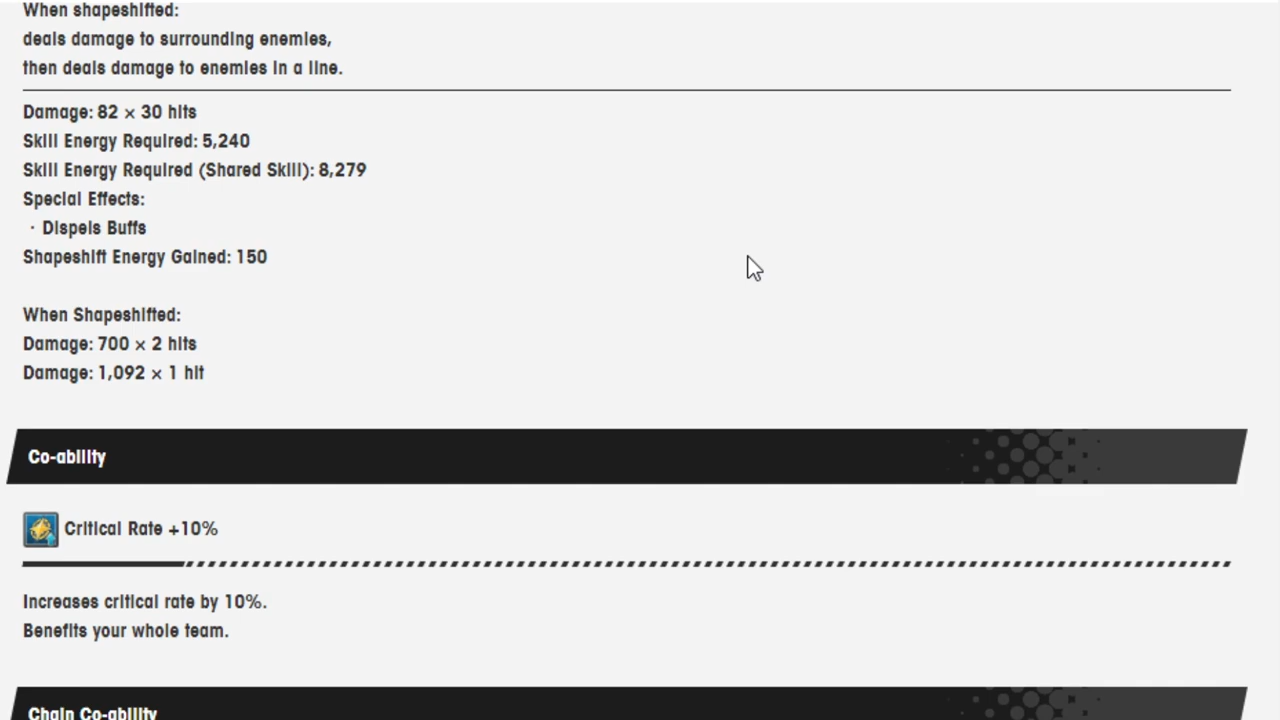 When shapeshifted:
deals damage to surrounding enemies,
then deals damage to enemies in a line.
Damage: 82 × 30 hits
Skill Energy Required: 5,240
Skill Energy Required (Shared Skill): 8,279
Special Effects:
· Dispels Buffs
Shapeshift Energy Gained: 150
When Shapeshifted:
Damage: 700 × 2 hits
Damage: 1,092 × 1 hit
Co-ability
Critical Rate +10%
Increases critical rate by 10%.
Benefits your whole team.
Chain Co-ability